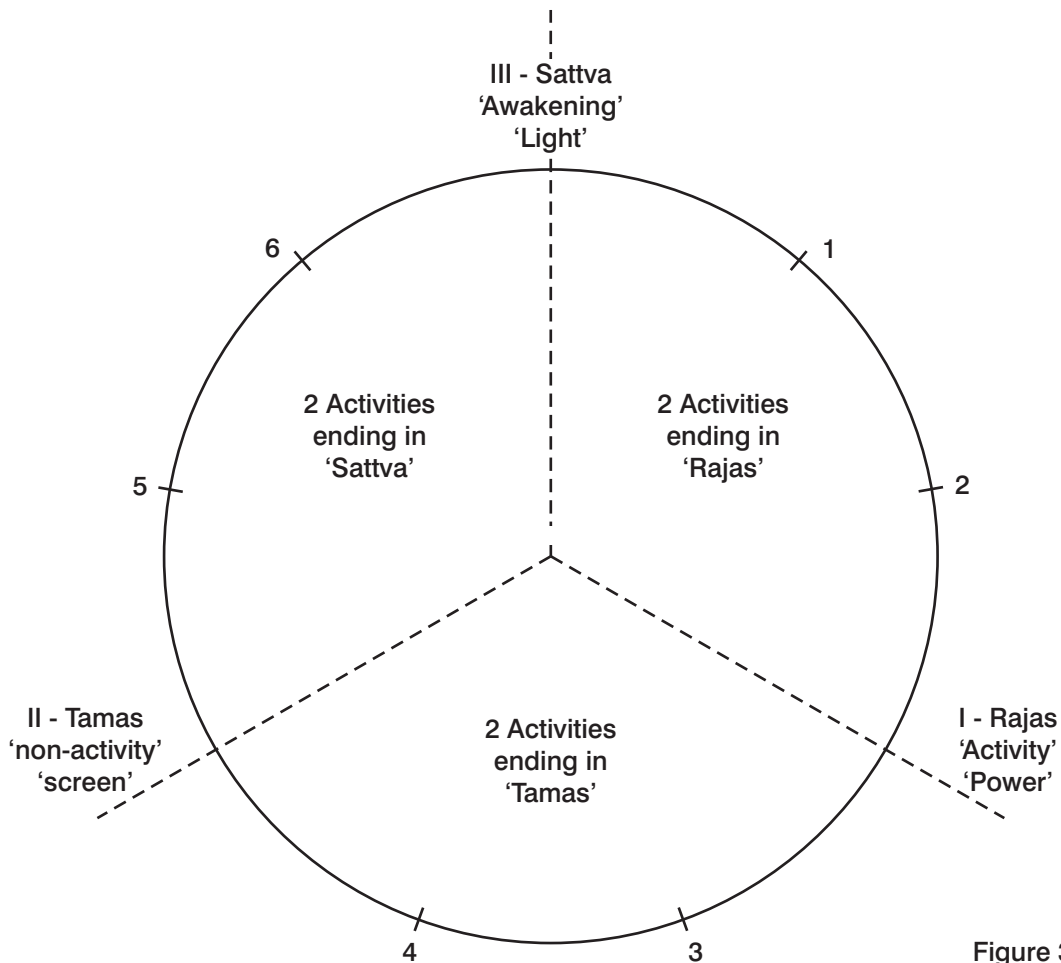 III - Sattva
‘Awakening’
‘Light’
6
1
2 Activities
ending in
‘Sattva’
2 Activities
ending in
‘Rajas’
5
2
II - Tamas
‘non-activity’
‘screen’
2 Activities
ending in
‘Tamas’
I - Rajas
‘Activity’
‘Power’
4
3
Figure